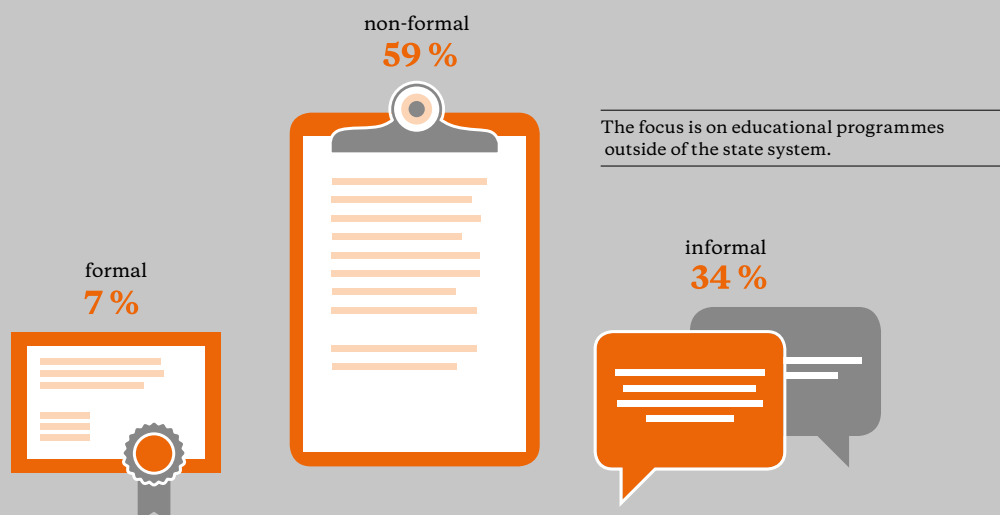 non-formal
59 %
The focus is on educational programmes
outside of the state system.
informal
34 %
formal
7 %